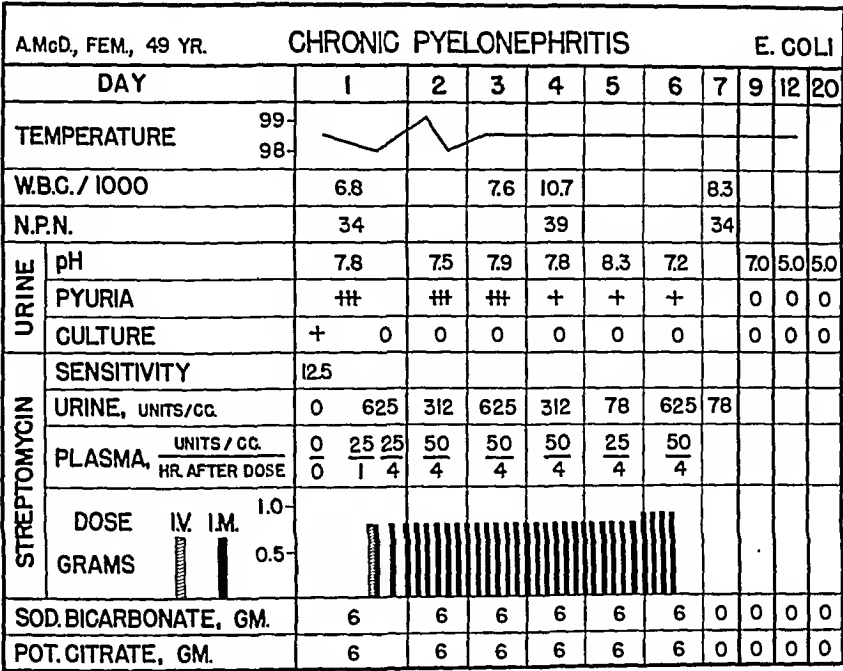 A.McD., FEM., 49 YR. CHRONIC PYELONEPHRITIS E. COLI
DAY 1 2 3 4 5 6 7 9 12 20
TEMPERATURE 99- 98-
W.B.C. / 1000 6.8 7.6 10.7 8.3
N.P.N. 34 39 34
URINE
pH 7.8 7.5 7.9 7.8 8.3 7.2 7.0 5.0 5.0
PYURIA +++ +++ +++ + + + 0 0 0
CULTURE + 0 0 0 0 0 0 0 0 0
STREPTOMYCIN
SENSITIVITY 12.5
URINE, UNITS/CC. 0 625 312 625 312 78 625 78
PLASMA, UNITS / CC. 0 25 25 50 50 50 25 50
HR. AFTER DOSE 0 1 4 4 4 4 4 4
DOSE I.V. I.M. 1.0-
GRAMS 0.5-
SOD. BICARBONATE, GM. 6 6 6 6 6 6 0 0 0 0
POT. CITRATE, GM. 6 6 6 6 6 6 0 0 0 0